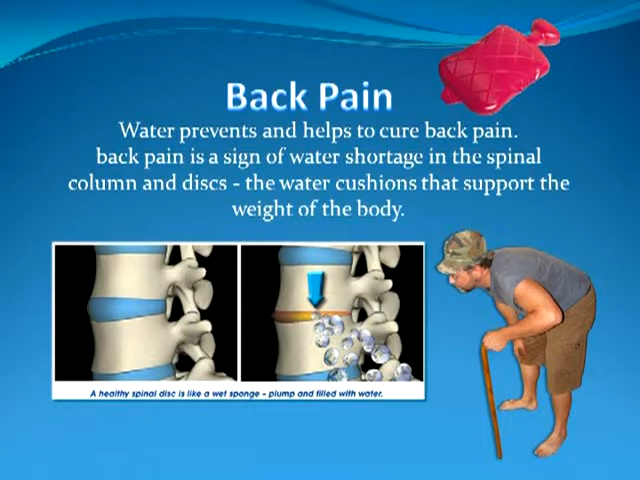 Back Pain
Water prevents and helps to cure back pain.
back pain is a sign of water shortage in the spinal
column and discs - the water cushions that support the
weight of the body.
A healthy spinal disc is like a wet sponge - plump and filled with water.